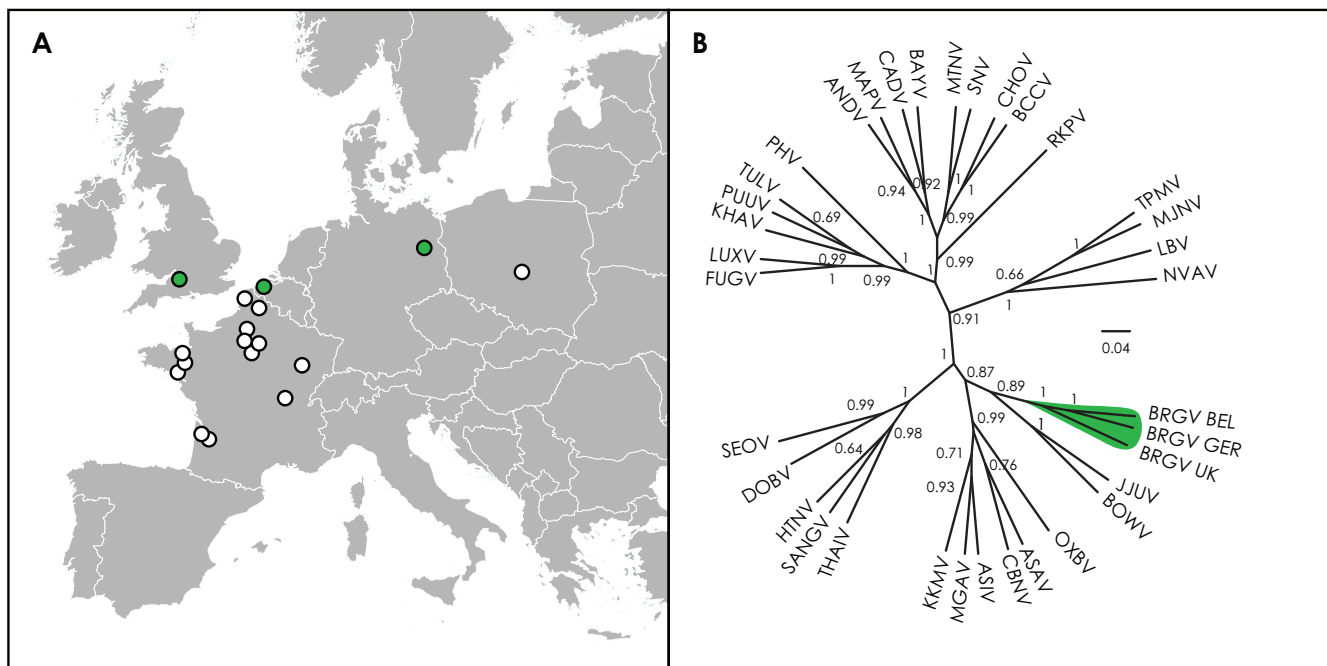 A
B
PHV
TULV
PUUV
KHAV
LUXV
FUGV
ANDV
MAPV
CADV
BAYV
MTNV
SNV
CHOV
BCCV
RKPV
TPMV
MJNV
LBV
NVAV
0.94
0.92
1
1
1
0.99
0.69
0.99
1
0.99
1
1
0.99
1
0.66
1
0.91
0.04
1
0.87
0.89
1
1
1
BRGV BEL
BRGV GER
BRGV UK
JJUV
BOWV
0.99
1
0.98
0.64
SEOV
DOBV
HTNV
SANGV
THAIV
0.99
0.71
0.76
0.93
KKMV
MGAV
ASIV
CBNV
ASAV
OXBV